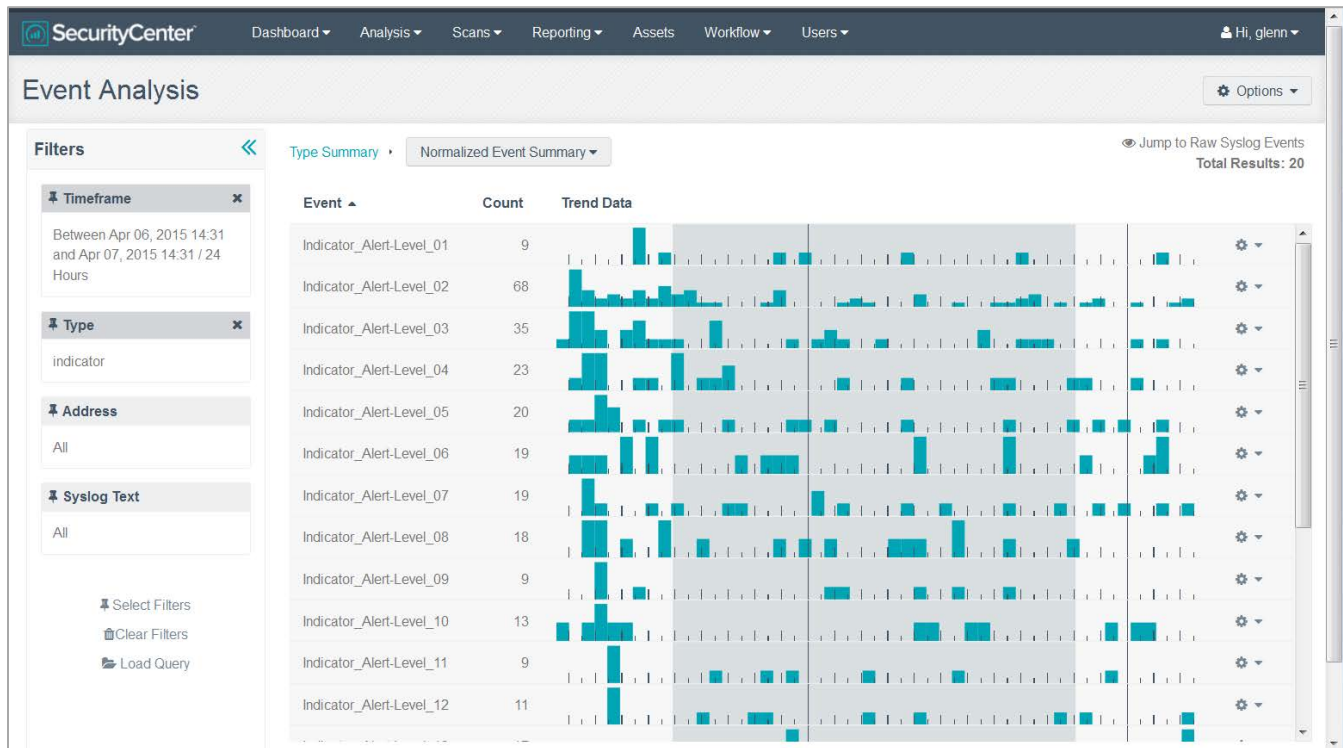 SecurityCenter
Dashboard Analysis Scans Reporting Assets Workflow Users Hi, glenn
Event Analysis
Options
Filters
Timeframe
Between Apr 06, 2015 14:31
and Apr 07, 2015 14:31 / 24
Hours
Type
indicator
Address
All
Syslog Text
All
Select Filters
Clear Filters
Load Query
Type Summary Normalized Event Summary
Jump to Raw Syslog Events
Total Results: 20
Event Count Trend Data
Indicator_Alert-Level_01 9
Indicator_Alert-Level_02 68
Indicator_Alert-Level_03 35
Indicator_Alert-Level_04 23
Indicator_Alert-Level_05 20
Indicator_Alert-Level_06 19
Indicator_Alert-Level_07 19
Indicator_Alert-Level_08 18
Indicator_Alert-Level_09 9
Indicator_Alert-Level_10 13
Indicator_Alert-Level_11 9
Indicator_Alert-Level_12 11